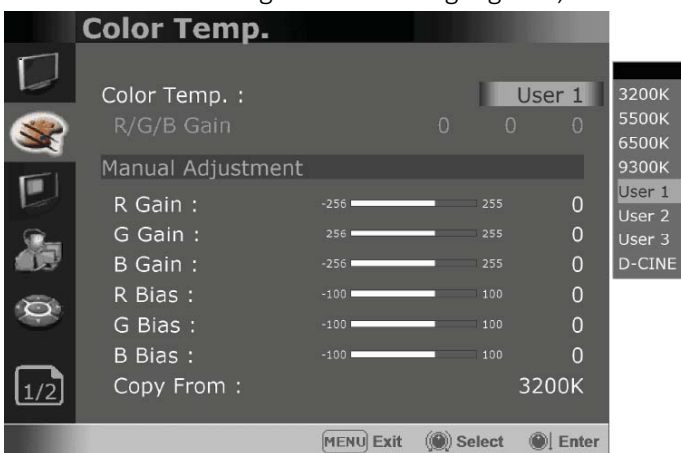 Color Temp.
Color Temp. : User 1
R/G/B Gain 0 0 0
Manual Adjustment
R Gain : -256 255 0
G Gain : 256 255 0
B Gain : -256 255 0
R Bias : -100 100 0
G Bias : -100 100 0
B Bias : -100 100 0
Copy From : 3200K
1/2
MENU Exit Select Enter
3200K
5500K
6500K
9300K
User 1
User 2
User 3
D-CINE